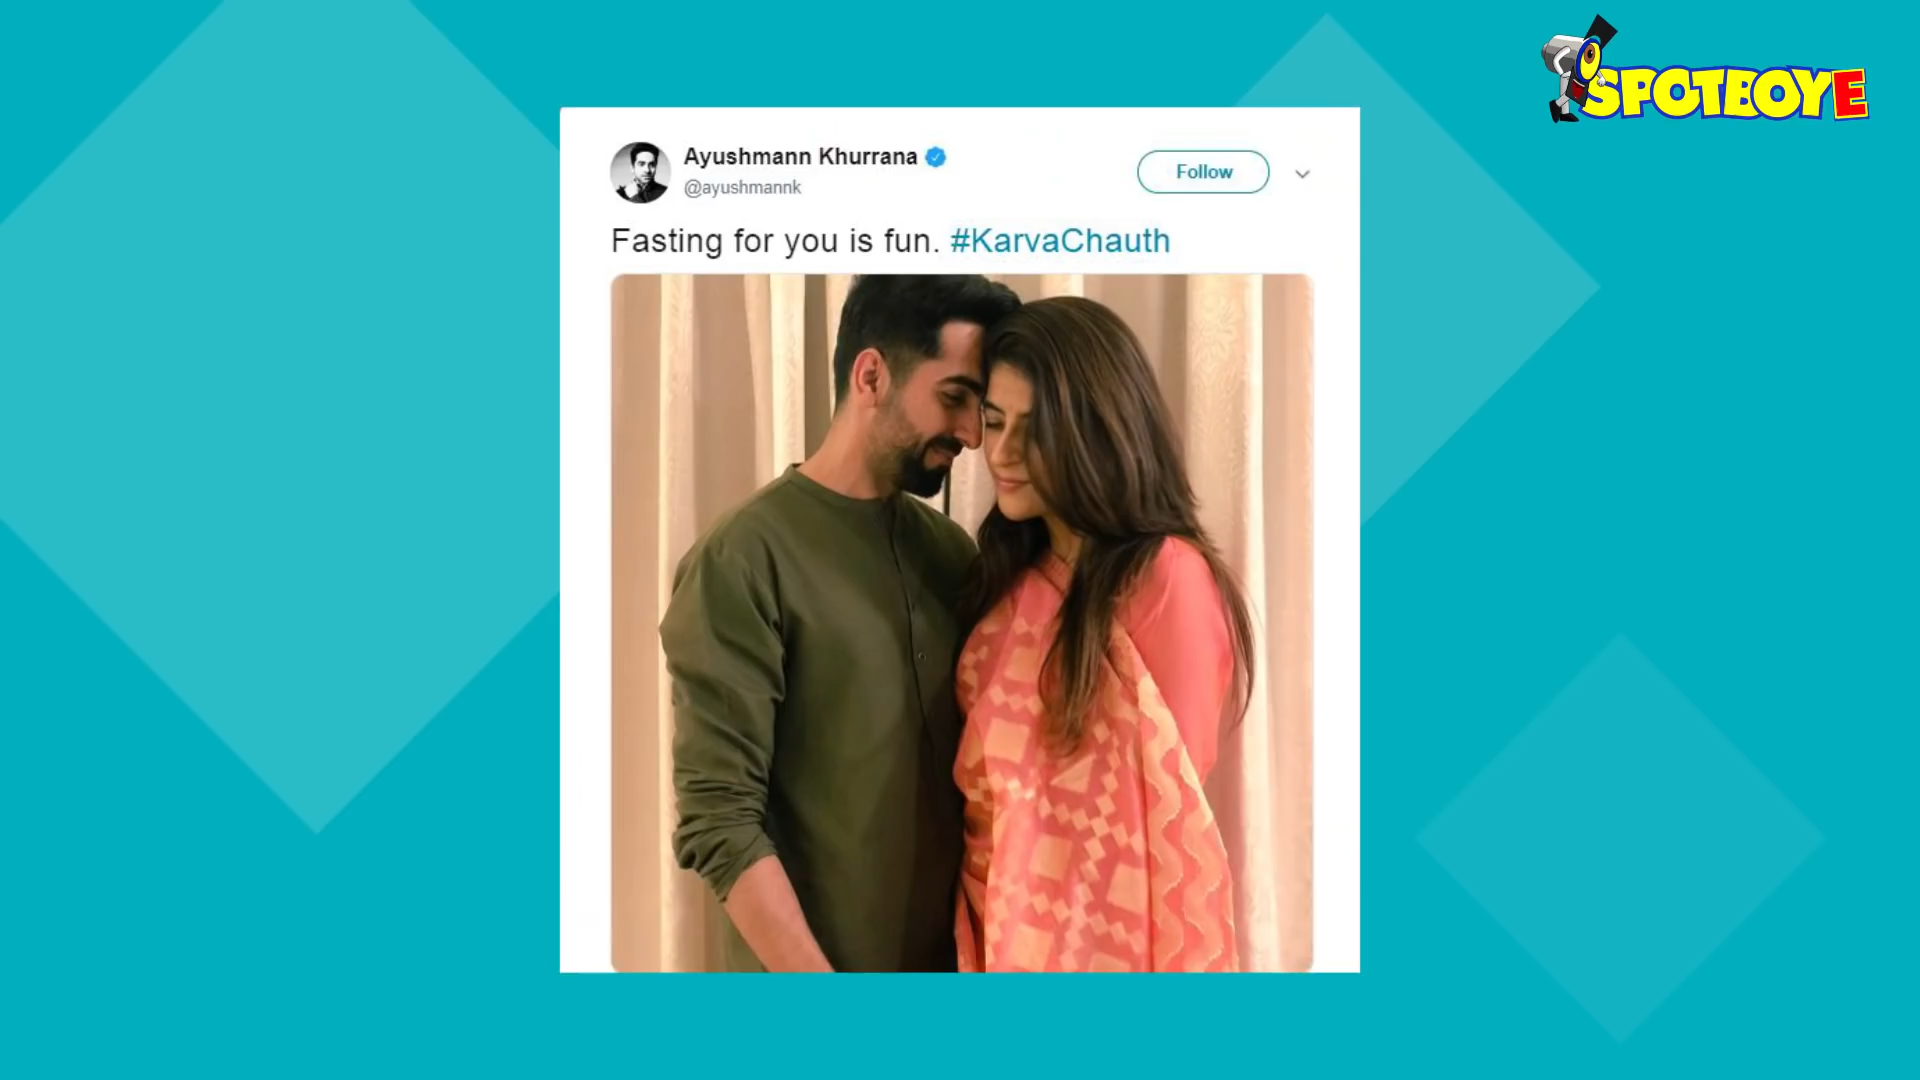 SPOTBOYE
Ayushmann Khurrana
@ayushmannk
Follow
Fasting for you is fun. #KarvaChauth